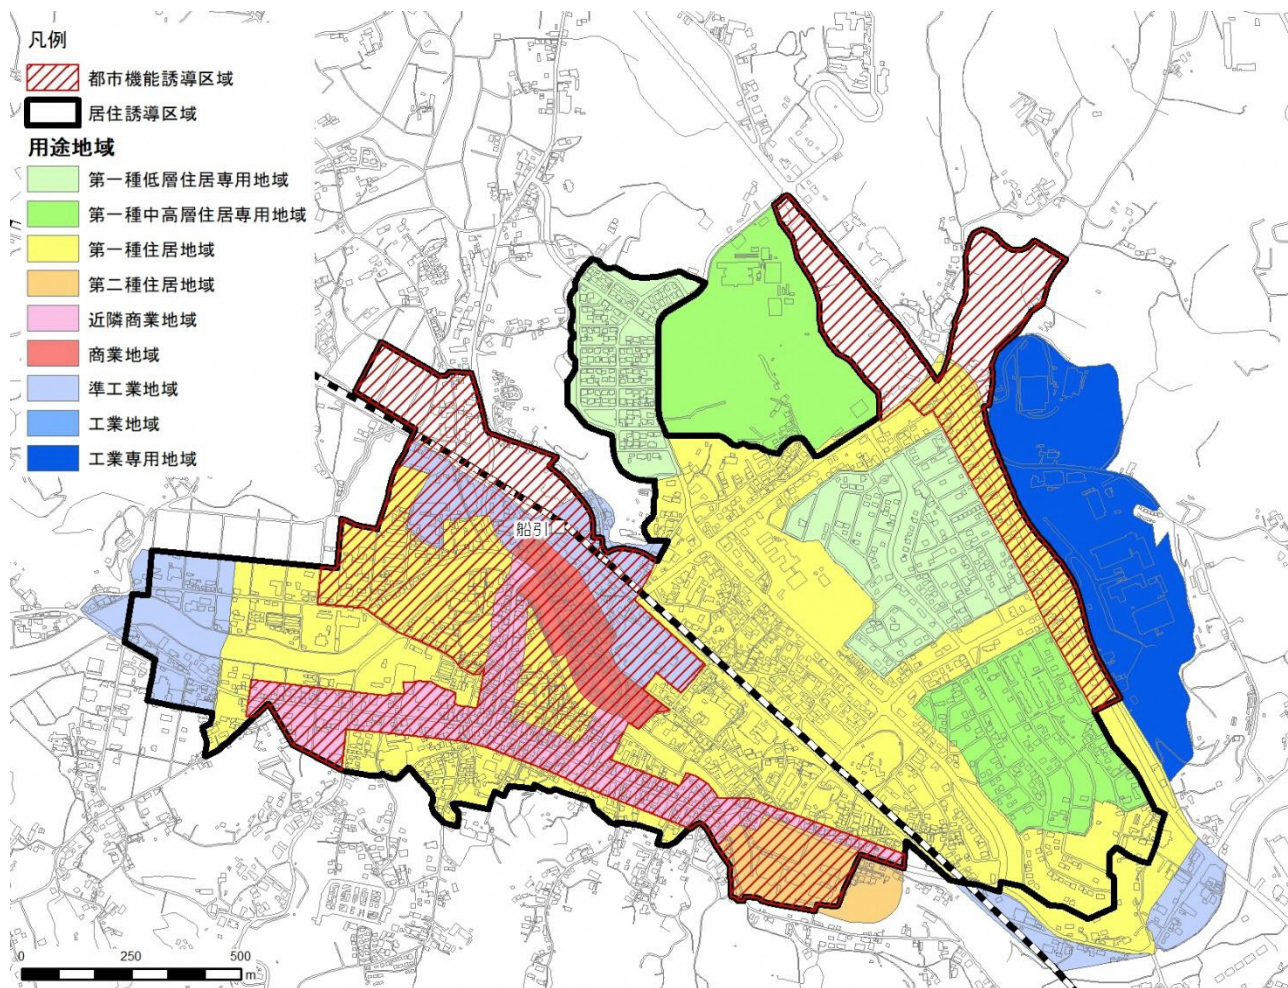 凡例
都市機能誘導区域
居住誘導区域
用途地域
第一種低層住居専用地域
第一種中高層住居専用地域
第一種住居地域
第二種住居地域
近隣商業地域
商業地域
準工業地域
工業地域
工業専用地域
船引
0 250 500
m